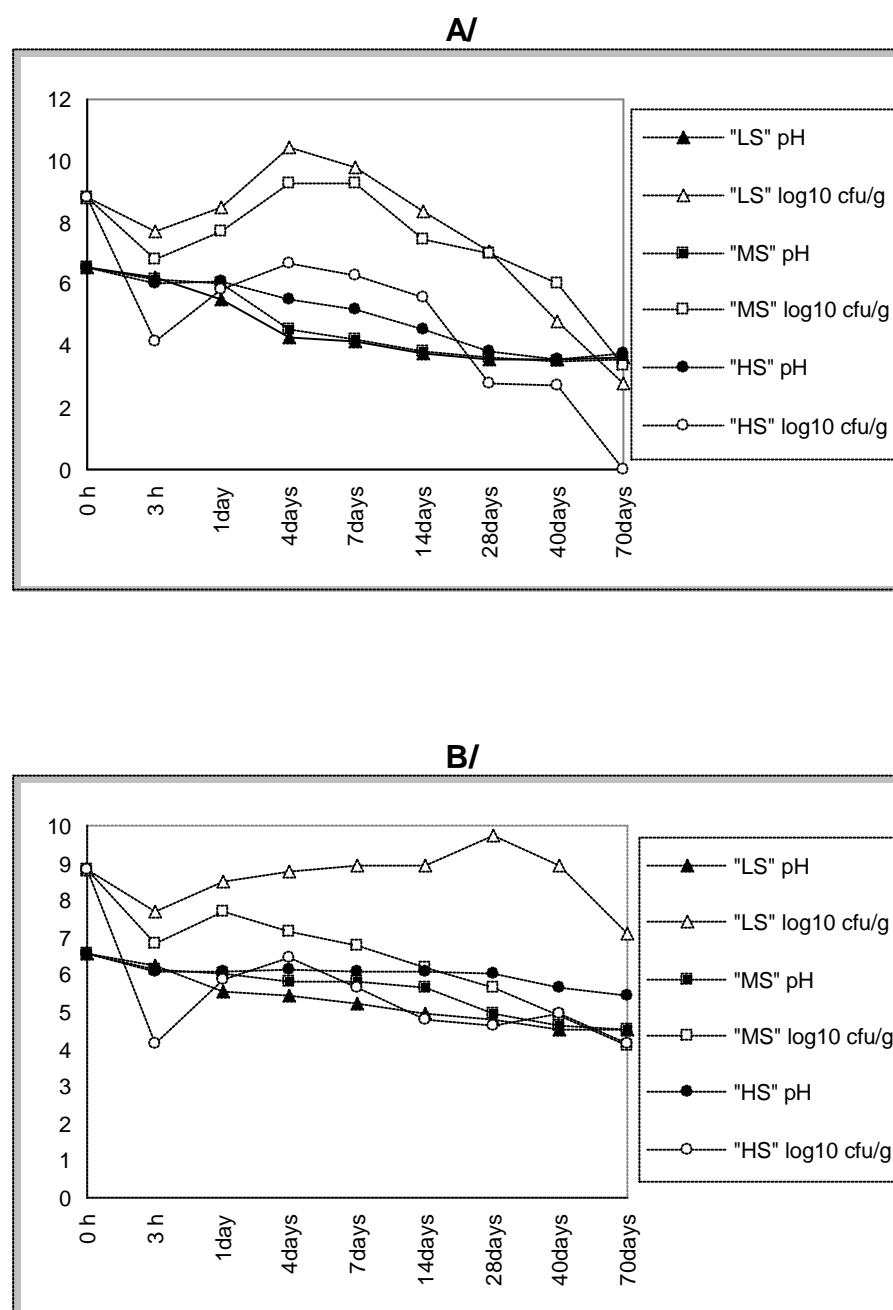 A/
12
10
8
6
4
2
0
0 h
3 h
1day
4days
7days
14days
28days
40days
70days
"LS" pH
"LS" log10 cfu/g
"MS" pH
"MS" log10 cfu/g
"HS" pH
"HS" log10 cfu/g
B/
10
9
8
7
6
5
4
3
2
1
0
0 h
3 h
1day
4days
7days
14days
28days
40days
70days
"LS" pH
"LS" log10 cfu/g
"MS" pH
"MS" log10 cfu/g
"HS" pH
"HS" log10 cfu/g